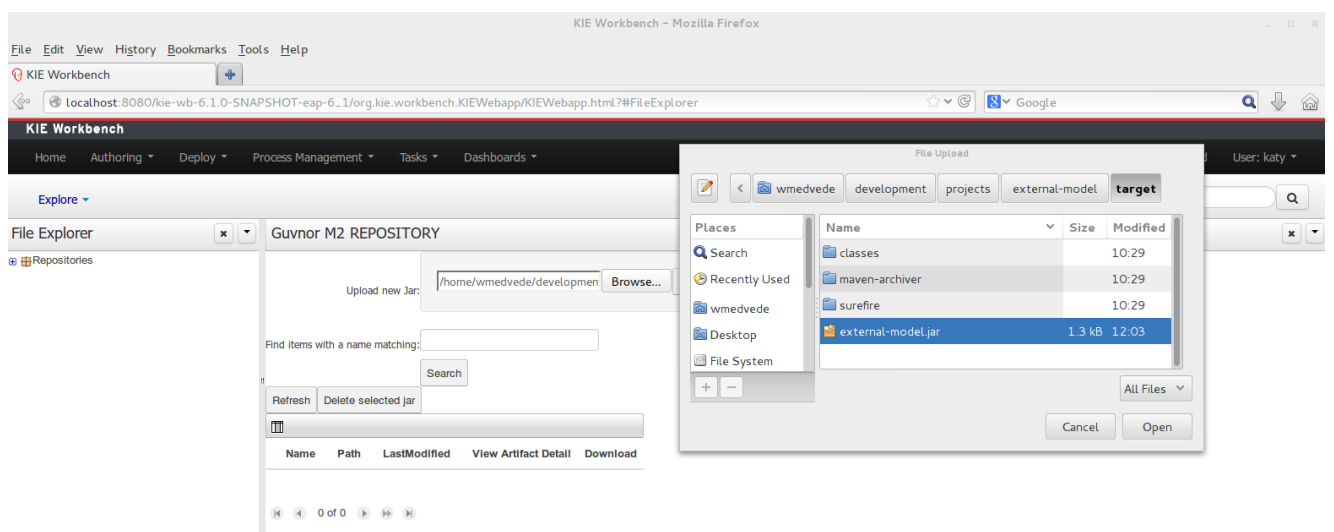 KIE Workbench - Mozilla Firefox
File Edit View History Bookmarks Tools Help
KIE Workbench
localhost:8080/kie-wb-6.1.0-SNAPSHOT-eap-6_1/org.kie.workbench.KIEWebapp/KIEWebapp.html?#FileExplorer
Google
KIE Workbench
Home Authoring Deploy Process Management Tasks Dashboards User: katy
Explore
File Explorer
Repositories
Guvnor M2 REPOSITORY
Upload new Jar: /home/wmedvede/developmen Browse...
Find items with a name matching:
Search
Refresh Delete selected jar
Name Path LastModified View Artifact Detail Download
0 of 0
File Upload
wmedvede development projects external-model target
Places
Search
Recently Used
wmedvede
Desktop
File System
Name Size Modified
classes 10:29
maven-archiver 10:29
surefire 10:29
external-model.jar 1.3 kB 12:03
All Files
Cancel Open